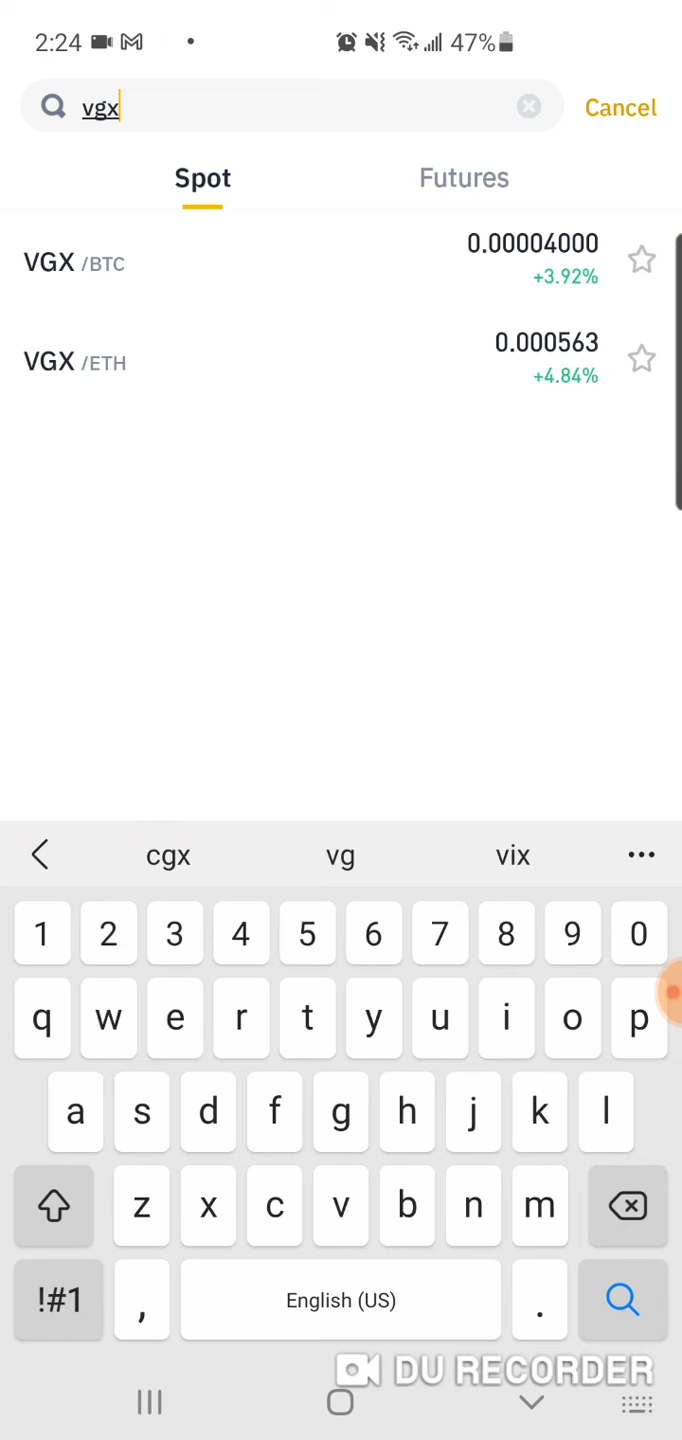 2:24 47%
vgx Cancel
Spot Futures
VGX /BTC 0.00004000
+3.92%
VGX /ETH 0.000563
+4.84%
cgx vg vix
1 2 3 4 5 6 7 8 9 0
q w e r t y u i o p
a s d f g h j k l
z x c v b n m
!#1 , English (US) .
DU RECORDER